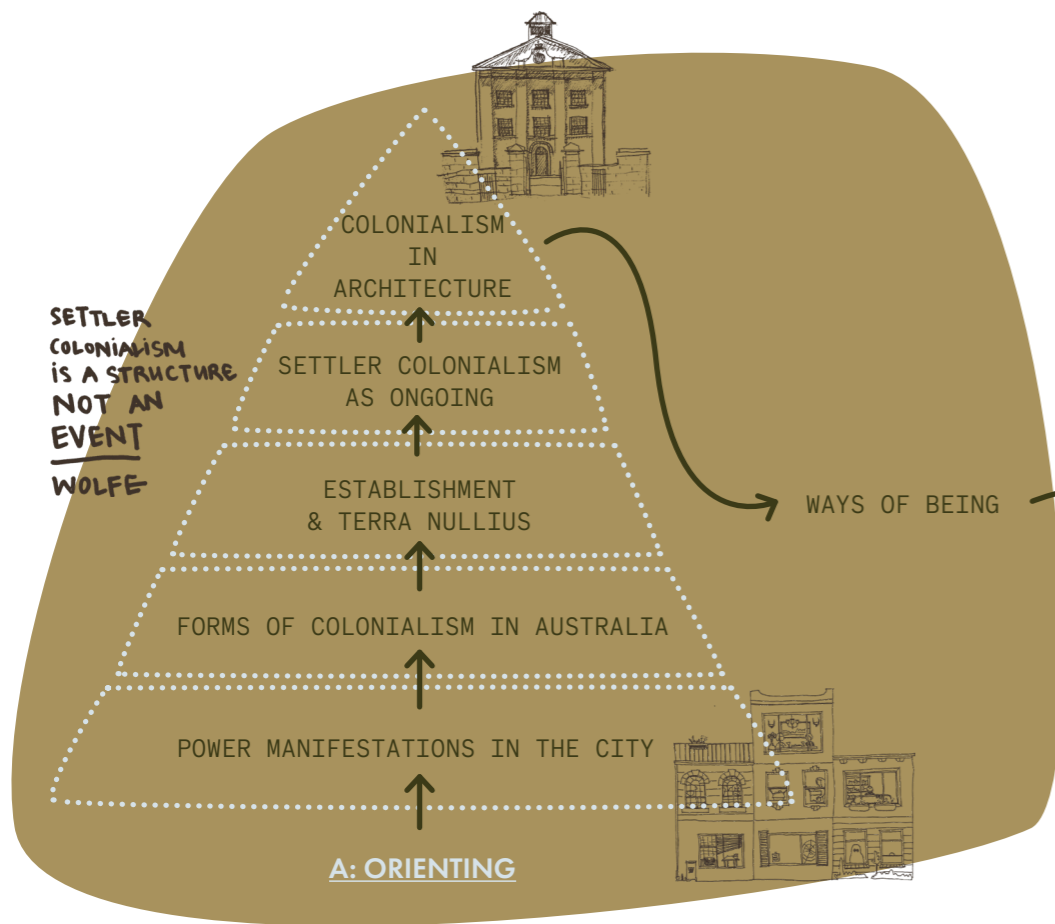 COLONIALISM
IN
ARCHITECTURE
SETTLER
COLONIALISM
IS A STRUCTURE
NOT AN
EVENT
WOLFE
SETTLER COLONIALISM
AS ONGOING
ESTABLISHMENT
& TERRA NULLIUS
WAYS OF BEING
FORMS OF COLONIALISM IN AUSTRALIA
POWER MANIFESTATIONS IN THE CITY
A: ORIENTING